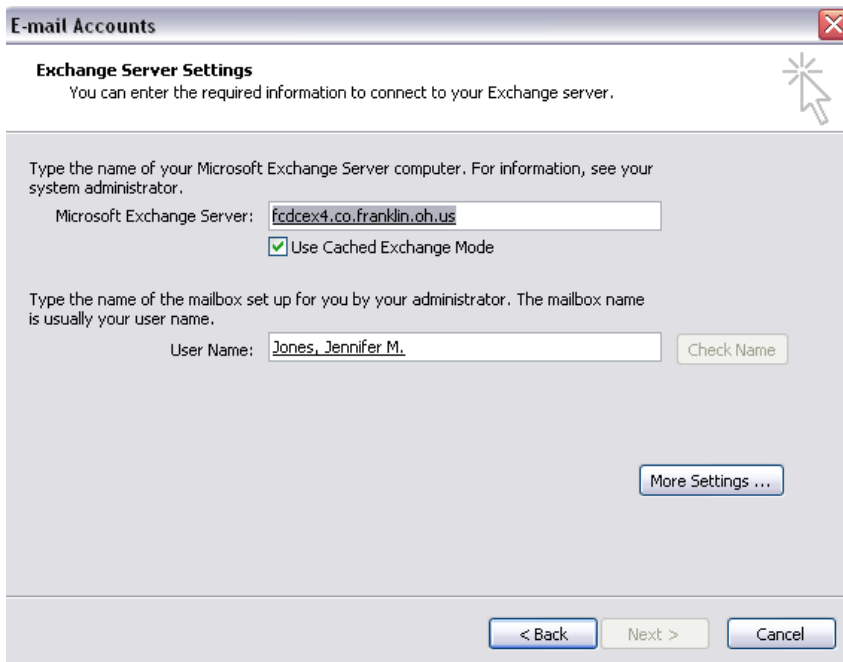 E-mail Accounts
Exchange Server Settings
You can enter the required information to connect to your Exchange server.
Type the name of your Microsoft Exchange Server computer. For information, see your
system administrator.
Microsoft Exchange Server: fcdcex4.co.franklin.oh.us
Use Cached Exchange Mode
Type the name of the mailbox set up for you by your administrator. The mailbox name
is usually your user name.
User Name: Jones, Jennifer M. Check Name
More Settings ...
< Back Next > Cancel